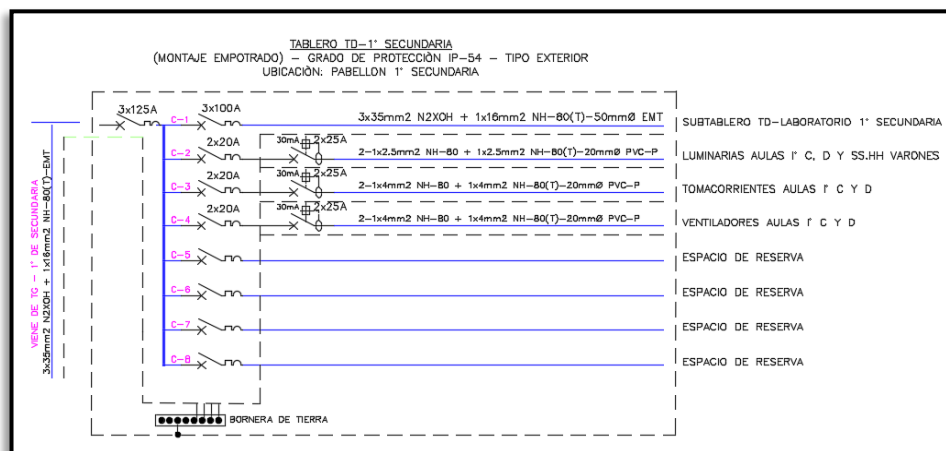 TABLERO TD-1° SECUNDARIA
(MONTAJE EMPOTRADO) - GRADO DE PROTECCIÒN IP-54 - TIPO EXTERIOR
UBICACIÒN: PABELLON 1° SECUNDARIA
3x125A
C-1
3x100A
3x35mm2 N2XOH + 1x16mm2 NH-80(T)-50mmØ EMT
SUBTABLERO TD-LABORATORIO 1° SECUNDARIA
C-2
2x20A
30mA
2x25A
2-1x2.5mm2 NH-80 + 1x2.5mm2 NH-80(T)-20mmØ PVC-P
LUMINARIAS AULAS 1° C, D Y SS.HH VARONES
C-3
2x20A
30mA
2x25A
2-1x4mm2 NH-80 + 1x4mm2 NH-80(T)-20mmØ PVC-P
TOMACORRIENTES AULAS 1° C Y D
C-4
2x20A
30mA
2x25A
2-1x4mm2 NH-80 + 1x4mm2 NH-80(T)-20mmØ PVC-P
VENTILADORES AULAS 1° C Y D
C-5
ESPACIO DE RESERVA
C-6
ESPACIO DE RESERVA
C-7
ESPACIO DE RESERVA
C-8
ESPACIO DE RESERVA
VIENE DE TG - 1° DE SECUNDARIA
3x35mm2 N2XOH + 1x16mm2 NH-80(T)-EMT
BORNERA DE TIERRA